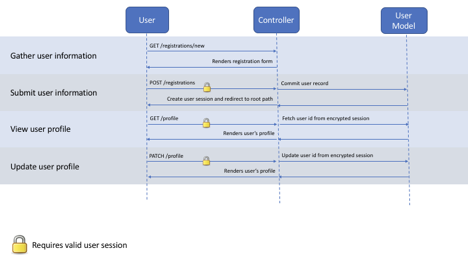 User
Controller
User
Model
Gather user information
GET /registrations/new
Renders registration form
Submit user information
POST /registrations
Commit user record
Create user session and redirect to root path
View user profile
GET /profile
Fetch user id from encrypted session
Renders user's profile
Update user profile
PATCH /profile
Update user id from encrypted session
Renders user's profile
Requires valid user session